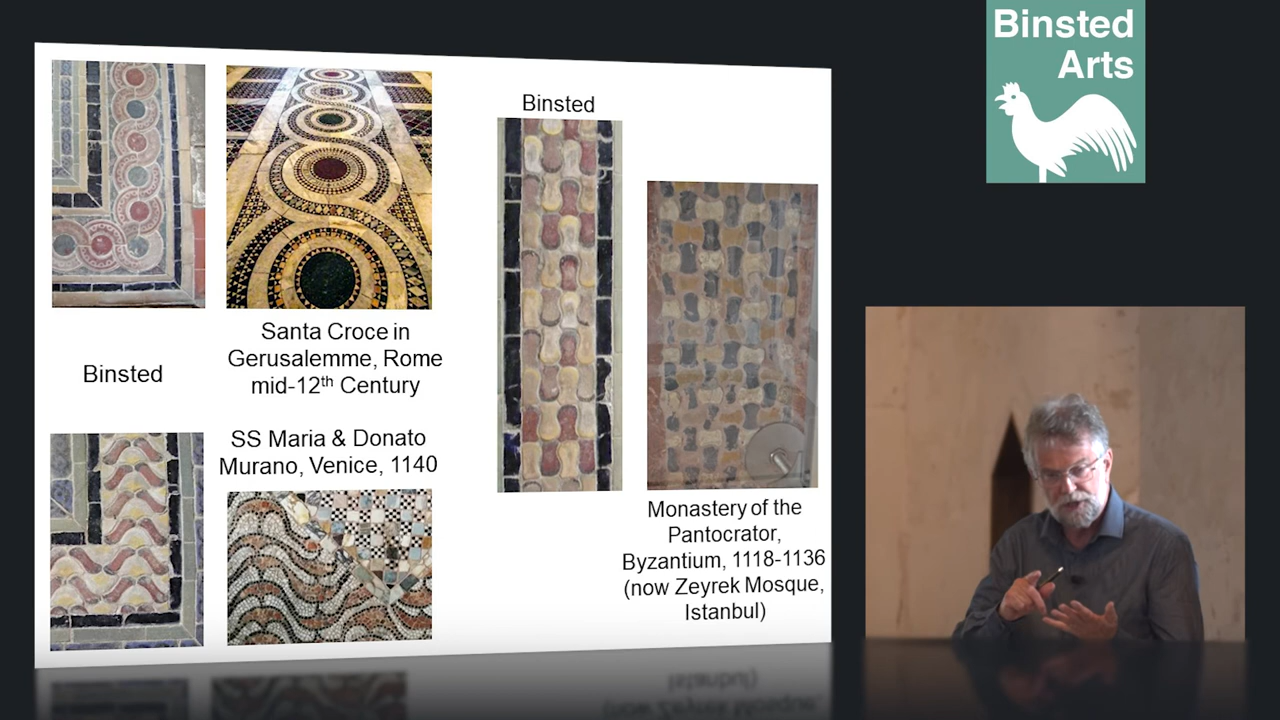 Binsted
Arts
Binsted
Santa Croce in
Gerusalemme, Rome
mid-12th Century
Binsted
SS Maria & Donato
Murano, Venice, 1140
Monastery of the
Pantocrator,
Byzantium, 1118-1136
(now Zeyrek Mosque,
Istanbul)